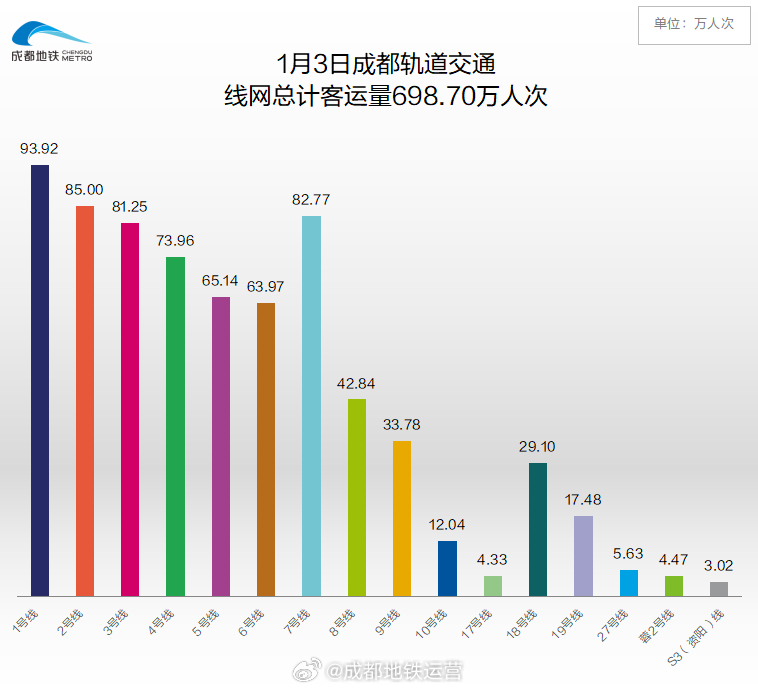 成都地铁 CHENGDU METRO
单位：万人次
1月3日成都轨道交通
线网总计客运量698.70万人次
93.92
85.00
81.25
73.96
65.14
63.97
82.77
42.84
33.78
12.04
4.33
29.10
17.48
5.63
4.47
3.02
1号线
2号线
3号线
4号线
5号线
6号线
7号线
8号线
9号线
10号线
17号线
18号线
19号线
27号线
蓉2号线
S3（资阳）线
@成都地铁运营